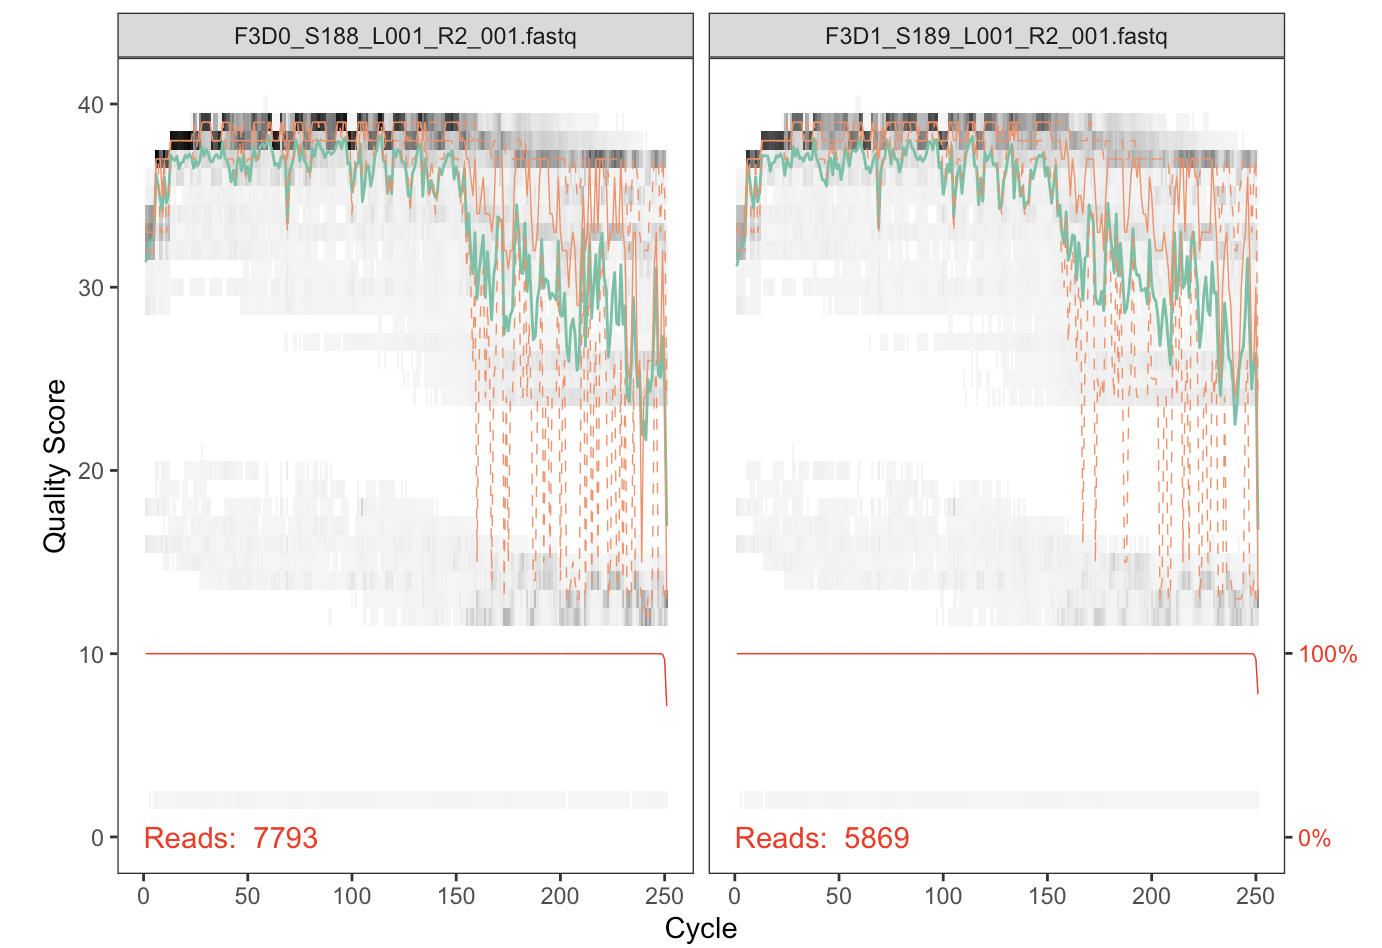 F3D0_S188_L001_R2_001.fastq
F3D1_S189_L001_R2_001.fastq
Quality Score
40
30
20
10
0
100%
0%
Reads: 7793
Reads: 5869
0 50 100 150 200 250
0 50 100 150 200 250
Cycle